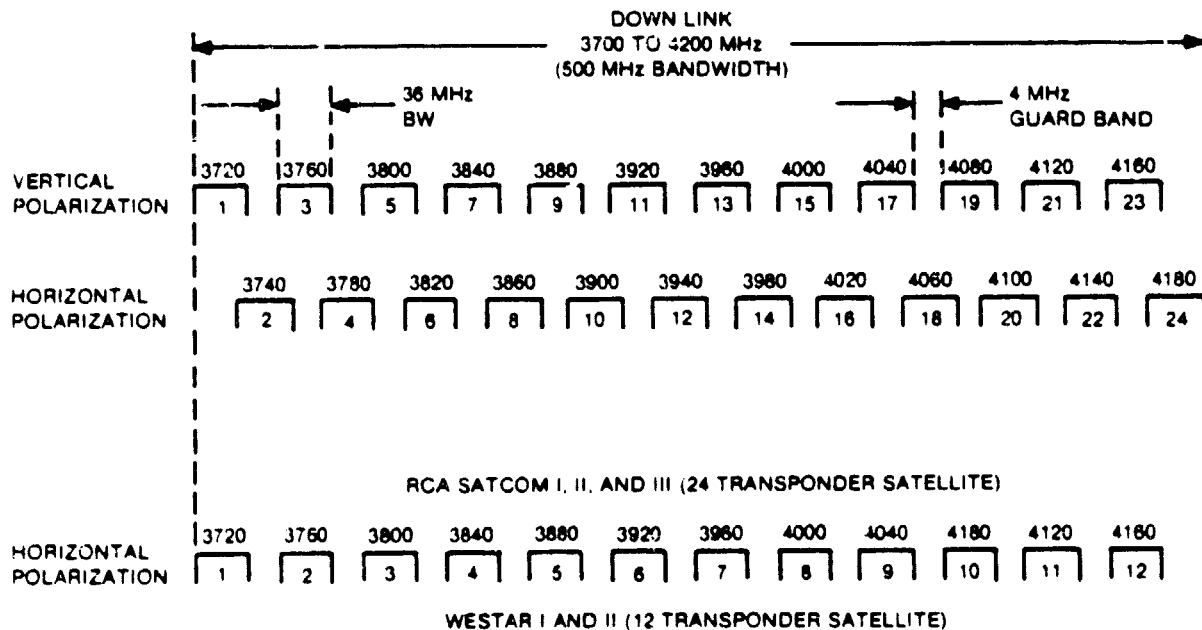 DOWN LINK
3700 TO 4200 MHz
(500 MHz BANDWIDTH)
36 MHz
BW
4 MHz
GUARD BAND
VERTICAL
POLARIZATION
3720 3760 3800 3840 3880 3920 3960 4000 4040 4080 4120 4160
1 3 5 7 9 11 13 15 17 19 21 23
HORIZONTAL
POLARIZATION
3740 3780 3820 3860 3900 3940 3980 4020 4060 4100 4140 4180
2 4 6 8 10 12 14 16 18 20 22 24
RCA SATCOM I, II, AND III (24 TRANSPONDER SATELLITE)
HORIZONTAL
POLARIZATION
3720 3760 3800 3840 3880 3920 3960 4000 4040 4180 4120 4160
1 2 3 4 5 6 7 8 9 10 11 12
WESTAR I AND II (12 TRANSPONDER SATELLITE)